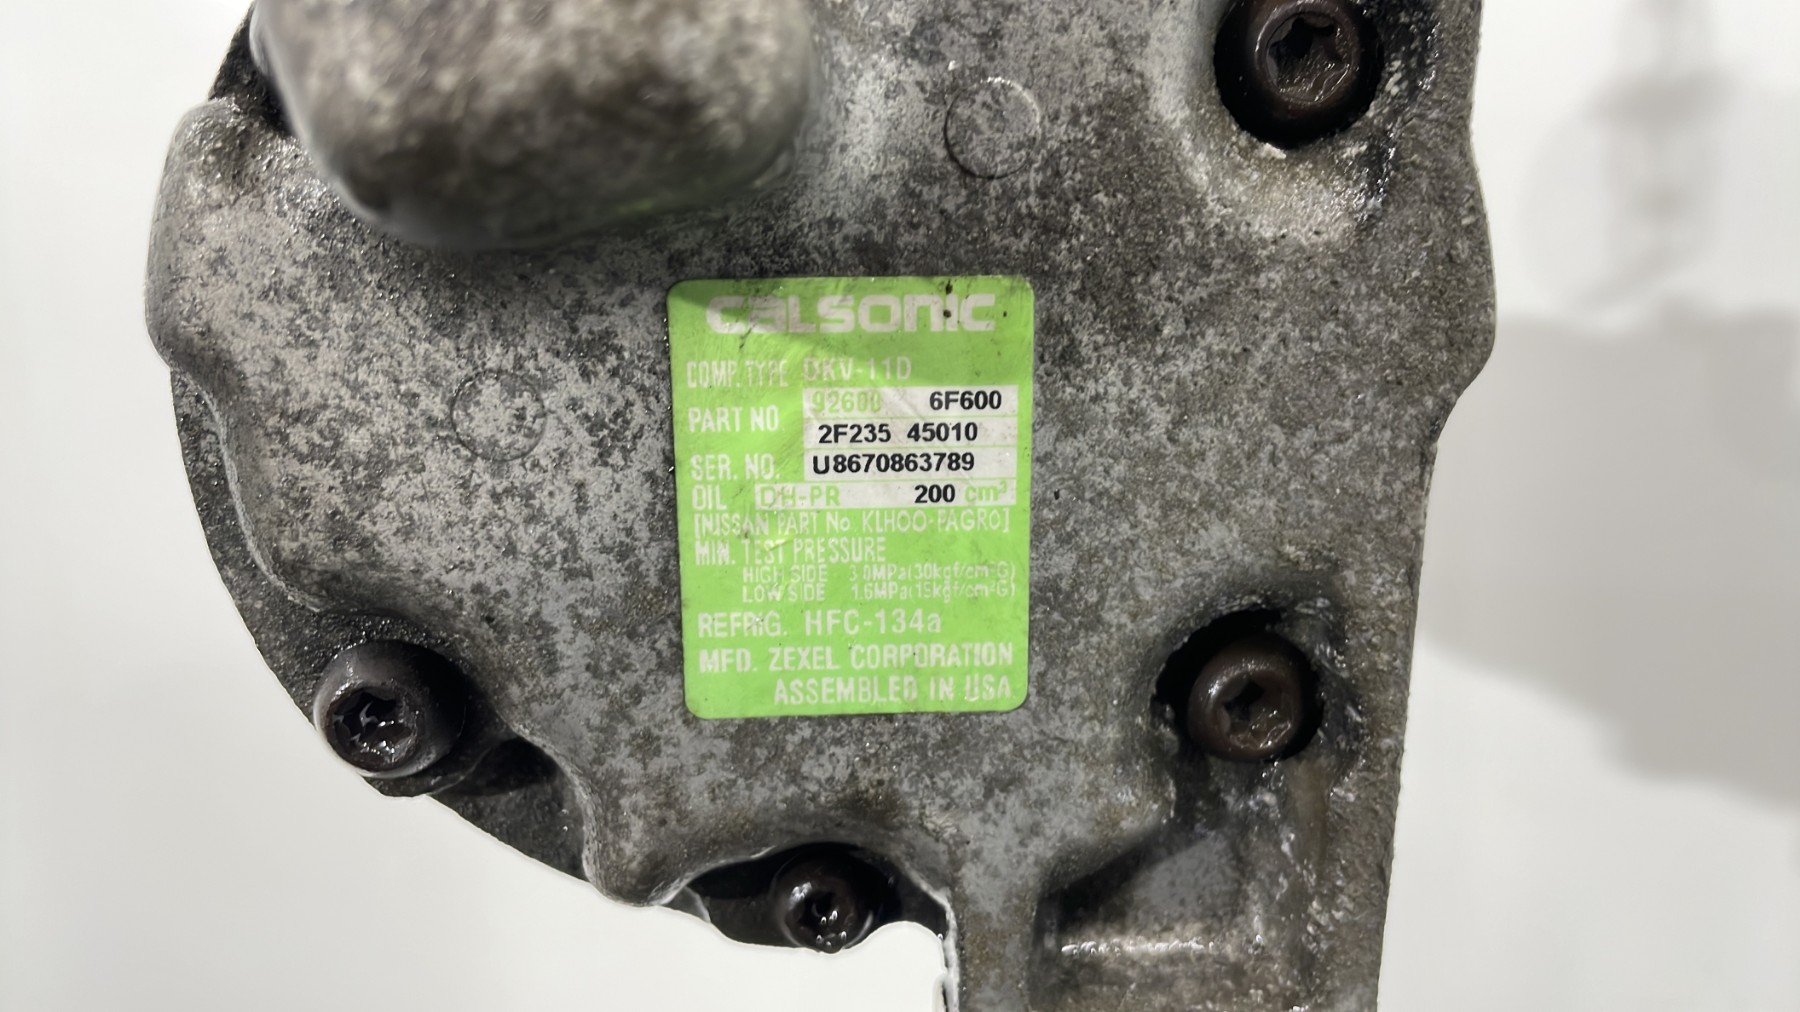 CALSONIC
COMP. TYPE DKV-11D
PART NO 92600 6F600
2F235 45010
SER. NO. U8670863789
OIL DH-PR 200 cm³
[NISSAN PART No. KLH00-PAGR0]
MIN. TEST PRESSURE
HIGH SIDE 3.0MPa(30kgf/cm²G)
LOW SIDE 1.6MPa(15kgf/cm²G)
REFRIG. HFC-134a
MFD. ZEXEL CORPORATION
ASSEMBLED IN USA